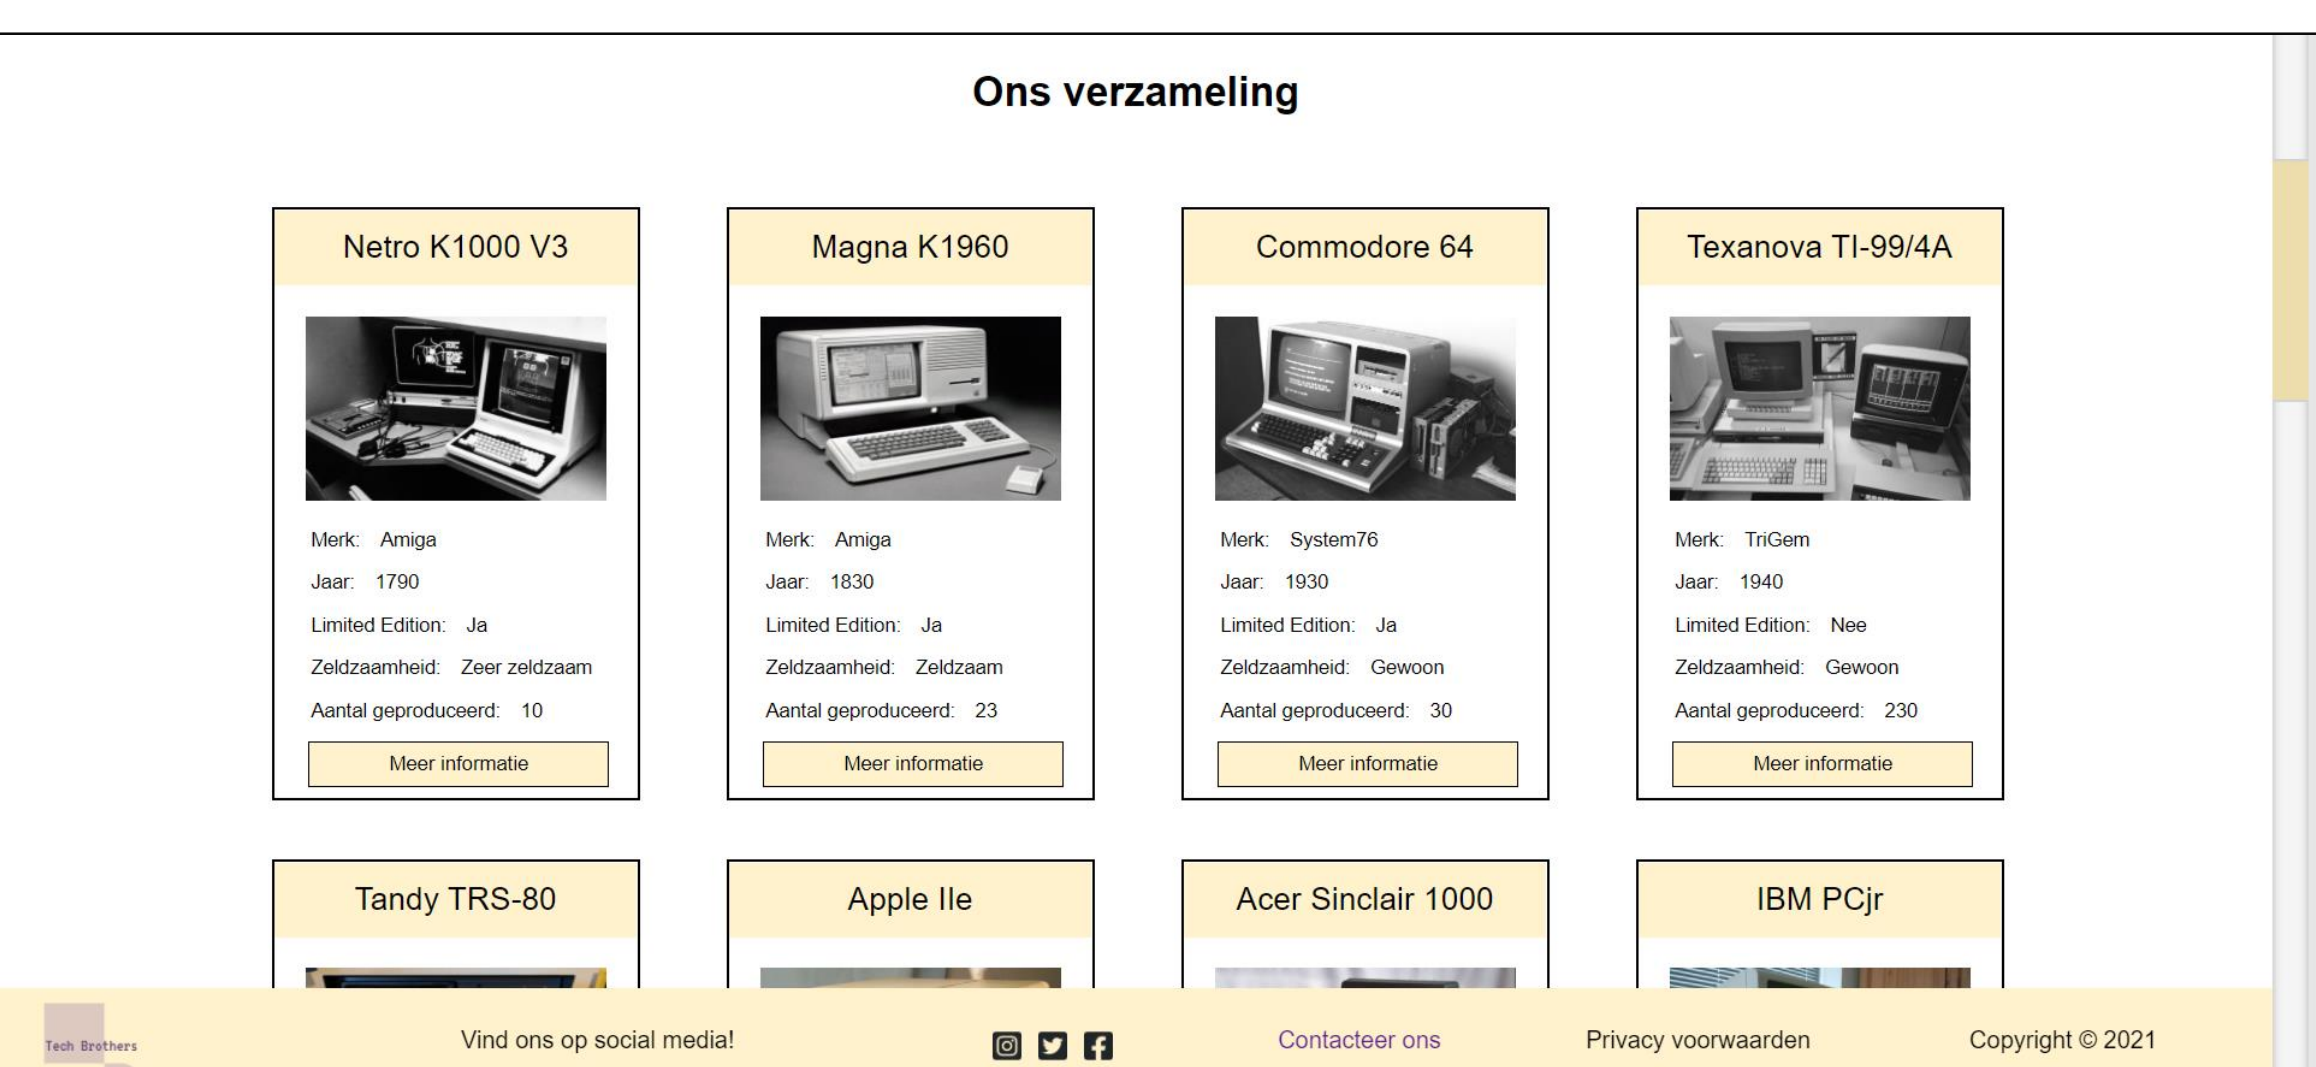 Ons verzameling
Netro K1000 V3
Merk: Amiga
Jaar: 1790
Limited Edition: Ja
Zeldzaamheid: Zeer zeldzaam
Aantal geproduceerd: 10
Meer informatie
Magna K1960
Merk: Amiga
Jaar: 1830
Limited Edition: Ja
Zeldzaamheid: Zeldzaam
Aantal geproduceerd: 23
Meer informatie
Commodore 64
Merk: System76
Jaar: 1930
Limited Edition: Ja
Zeldzaamheid: Gewoon
Aantal geproduceerd: 30
Meer informatie
Texanova TI-99/4A
Merk: TriGem
Jaar: 1940
Limited Edition: Nee
Zeldzaamheid: Gewoon
Aantal geproduceerd: 230
Meer informatie
Tandy TRS-80
Apple IIe
Acer Sinclair 1000
IBM PCjr
Tech Brothers
Vind ons op social media!
Contacteer ons
Privacy voorwaarden
Copyright © 2021